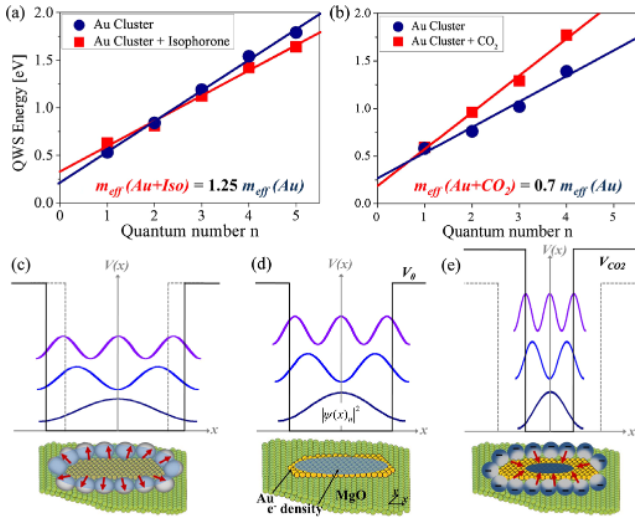 (a)
Au Cluster
Au Cluster + Isophorone
QWS Energy [eV]
2.0
1.5
1.0
0.5
0.0
m_eff (Au+Iso) = 1.25 m_eff (Au)
0 1 2 3 4 5
Quantum number n
(b)
Au Cluster
Au Cluster + CO₂
2.0
1.5
1.0
0.5
0.0
m_eff (Au+CO₂) = 0.7 m_eff (Au)
0 1 2 3 4 5
Quantum number n
(c)
V(x)
x
(d)
V(x)
V₀
|ψ(x)ₙ|²
x
Au
e⁻ density
MgO
y
x
(e)
V(x)
V_CO2
x